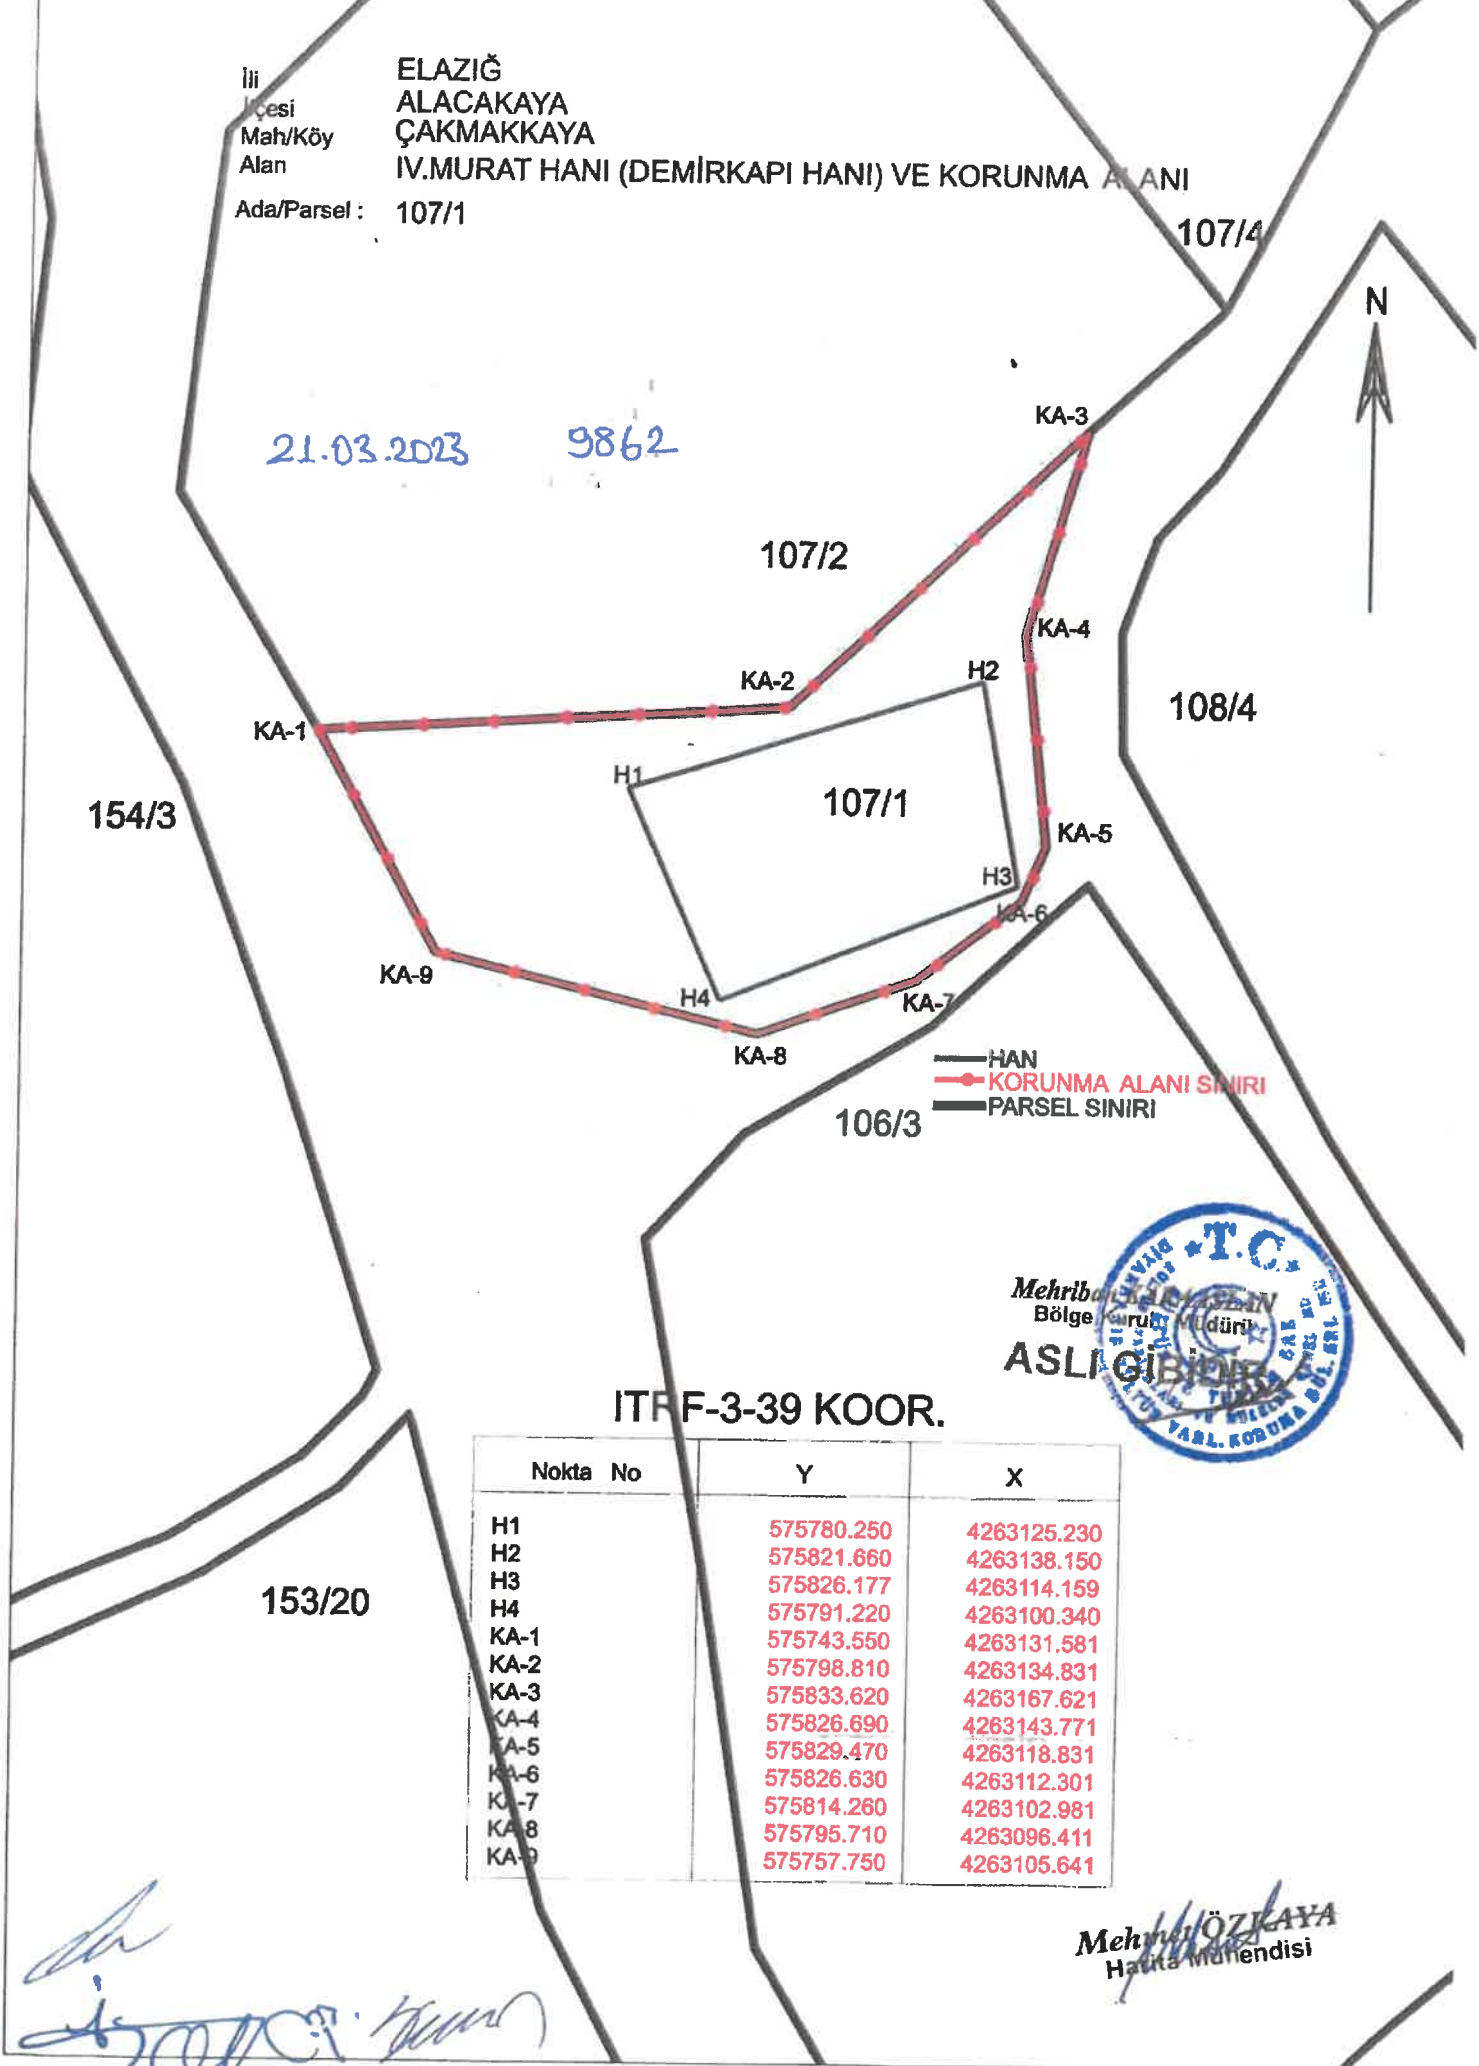 İli ELAZIĞ
İlçesi ALACAKAYA
Mah/Köy ÇAKMAKKAYA
Alan IV.MURAT HANI (DEMİRKAPI HANI) VE KORUNMA ALANI
Ada/Parsel : 107/1
107/4
N
21.03.2023 9862
KA-3
107/2
KA-4
KA-2
H2
KA-1
108/4
H1
154/3
107/1
KA-5
H3
KA-6
KA-9
H4
KA-7
KA-8
HAN
KORUNMA ALANI SINIRI
PARSEL SINIRI
106/3
T.C.
Mehriban
Bölge Kurulu Müdürü
ASLI GİBİDİR
ITRF-3-39 KOOR.
Nokta No Y X
H1 575780.250 4263125.230
H2 575821.660 4263138.150
H3 575826.177 4263114.159
H4 575791.220 4263100.340
KA-1 575743.550 4263131.581
KA-2 575798.810 4263134.831
KA-3 575833.620 4263167.621
KA-4 575826.690 4263143.771
KA-5 575829.470 4263118.831
KA-6 575826.630 4263112.301
KA-7 575814.260 4263102.981
KA-8 575795.710 4263096.411
KA-9 575757.750 4263105.641
153/20
Mehmet ÖZKAYA
Harita Mühendisi